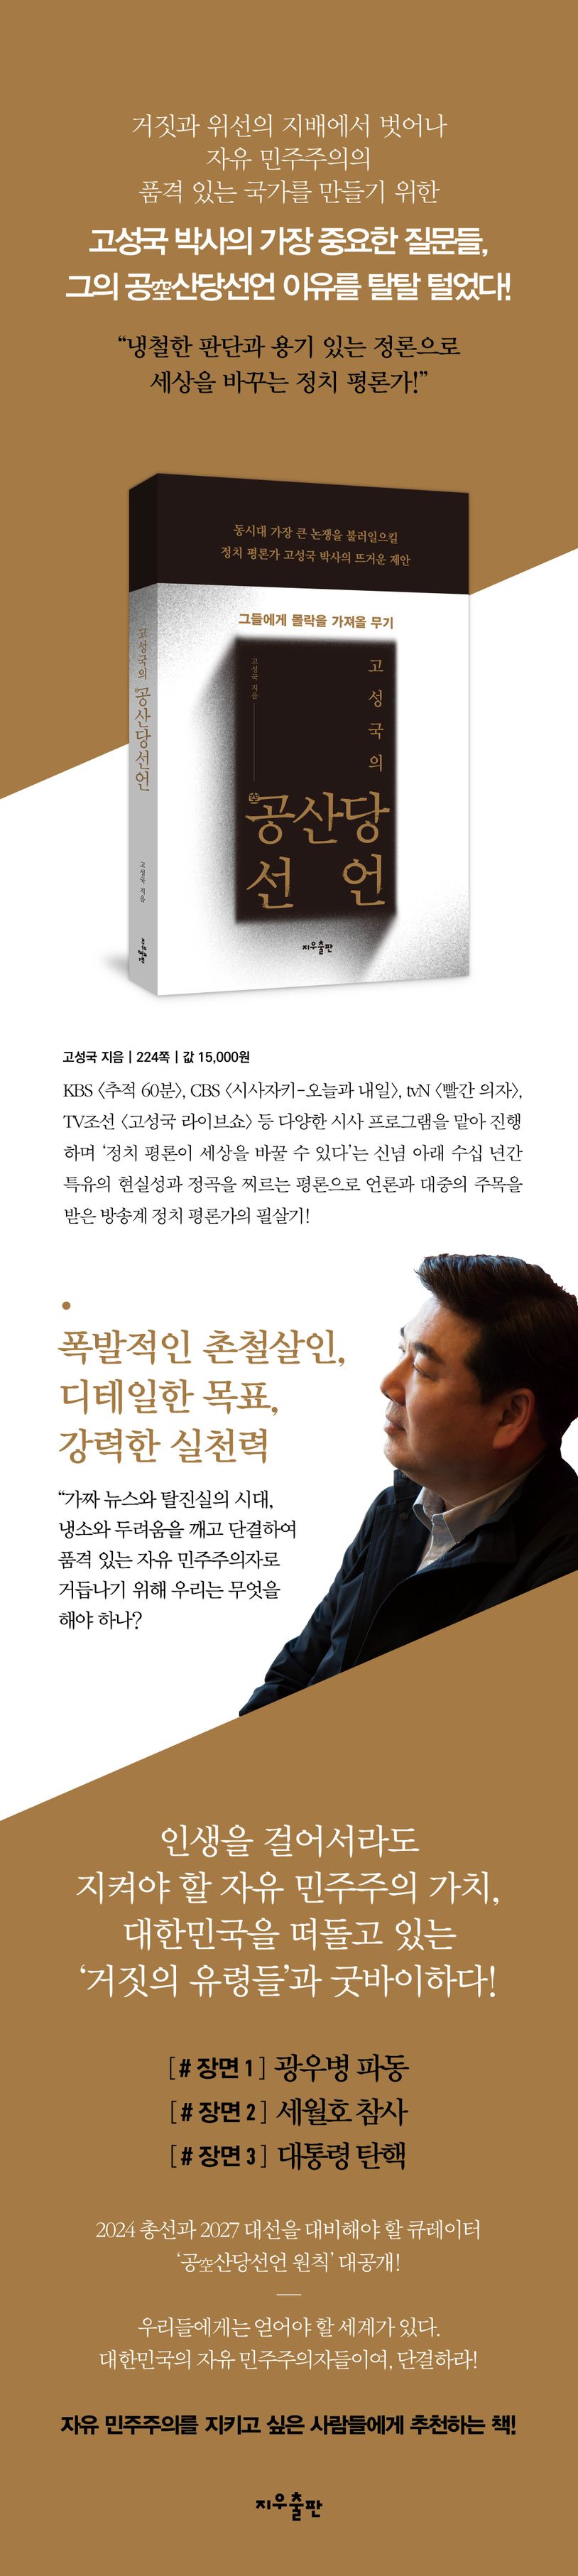 거짓과 위선의 지배에서 벗어나
자유 민주주의의
품격 있는 국가를 만들기 위한
고성국 박사의 가장 중요한 질문들,
그의 공空산당선언 이유를 탈탈 털었다!
“냉철한 판단과 용기 있는 정론으로
세상을 바꾸는 정치 평론가!”
동시대 가장 큰 논쟁을 불러일으킬
정치 평론가 고성국 박사의 뜨거운 제안
그들에게 몰락을 가져올 무기
고성국의
고성국 지음
空
공산당
선언
지우출판
고성국의 공산당선언
고성국 지음
고성국 지음 | 224쪽 | 값 15,000원
KBS 〈추적 60분〉, CBS 〈시사자키-오늘과 내일〉, tvN 〈빨간 의자〉,
TV조선 〈고성국 라이브쇼〉 등 다양한 시사 프로그램을 맡아 진행
하며 ‘정치 평론이 세상을 바꿀 수 있다’는 신념 아래 수십 년간
특유의 현실성과 정곡을 찌르는 평론으로 언론과 대중의 주목을
받은 방송계 정치 평론가의 필살기!
폭발적인 촌철살인,
디테일한 목표,
강력한 실천력
“가짜 뉴스와 탈진실의 시대,
냉소와 두려움을 깨고 단결하여
품격 있는 자유 민주주의자로
거듭나기 위해 우리는 무엇을
해야 하나?
인생을 걸어서라도
지켜야 할 자유 민주주의 가치,
대한민국을 떠돌고 있는
‘거짓의 유령들’과 굿바이하다!
[# 장면 1] 광우병 파동
[# 장면 2] 세월호 참사
[# 장면 3] 대통령 탄핵
2024 총선과 2027 대선을 대비해야 할 큐레이터
‘공空산당선언 원칙’ 대공개!
우리들에게는 얻어야 할 세계가 있다.
대한민국의 자유 민주주의자들이여, 단결하라!
자유 민주주의를 지키고 싶은 사람들에게 추천하는 책!
지우출판